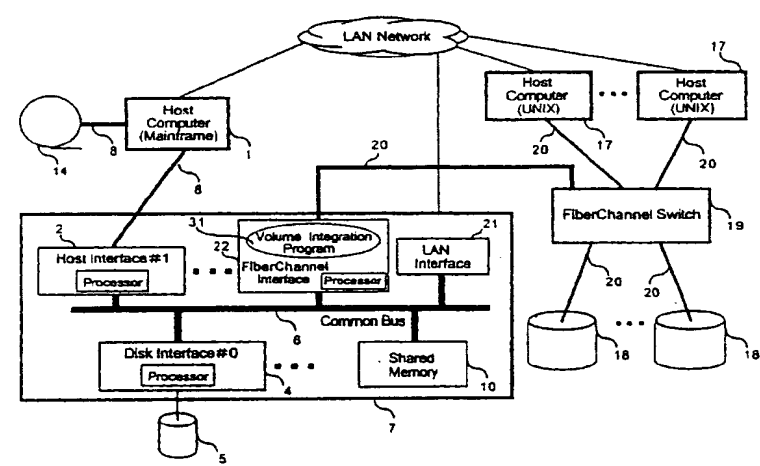 LAN Network
17
Host
Computer
(Mainframe)
8
14
1
8
Host
Computer
(UNIX)
17
Host
Computer
(UNIX)
20
20
20
FiberChannel Switch
19
31
Volume Integration
Program
22
FiberChannel
Interface
Processor
21
LAN
Interface
2
Host Interface #1
Processor
20
20
6
Common Bus
18
18
Disk Interface #0
Processor
4
Shared
Memory
10
7
5